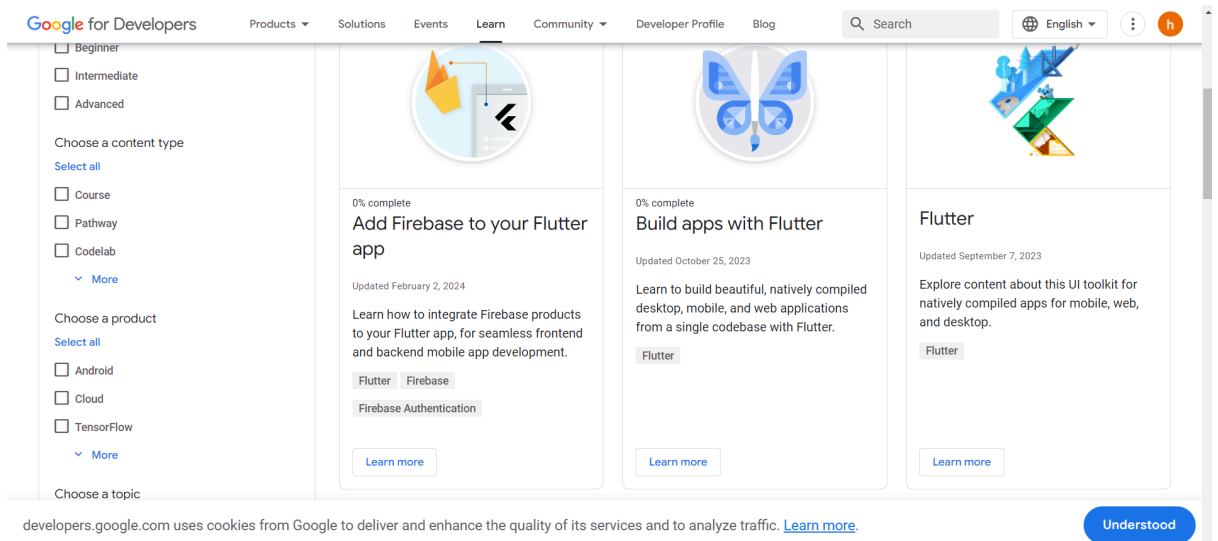 Google for Developers
Products
Solutions
Events
Learn
Community
Developer Profile
Blog
Search
English
h
Beginner
Intermediate
Advanced
Choose a content type
Select all
Course
Pathway
Codelab
More
Choose a product
Select all
Android
Cloud
TensorFlow
More
Choose a topic
0% complete
Add Firebase to your Flutter
app
Updated February 2, 2024
Learn how to integrate Firebase products
to your Flutter app, for seamless frontend
and backend mobile app development.
Flutter Firebase
Firebase Authentication
Learn more
0% complete
Build apps with Flutter
Updated October 25, 2023
Learn to build beautiful, natively compiled
desktop, mobile, and web applications
from a single codebase with Flutter.
Flutter
Learn more
Flutter
Updated September 7, 2023
Explore content about this UI toolkit for
natively compiled apps for mobile, web,
and desktop.
Flutter
Learn more
developers.google.com uses cookies from Google to deliver and enhance the quality of its services and to analyze traffic. Learn more.
Understood